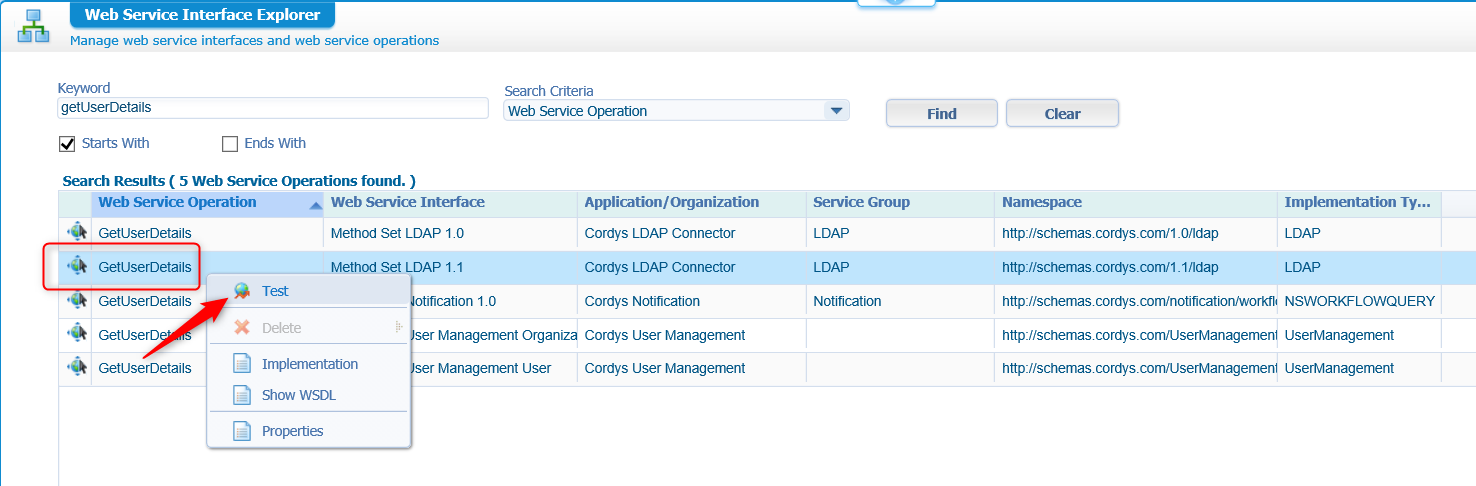 Web Service Interface Explorer
Manage web service interfaces and web service operations
Keyword
getUserDetails
Search Criteria
Web Service Operation
Find
Clear
Starts With
Ends With
Search Results ( 5 Web Service Operations found. )
Web Service Operation Web Service Interface Application/Organization Service Group Namespace Implementation Ty...
GetUserDetails Method Set LDAP 1.0 Cordys LDAP Connector LDAP http://schemas.cordys.com/1.0/ldap LDAP
GetUserDetails Method Set LDAP 1.1 Cordys LDAP Connector LDAP http://schemas.cordys.com/1.1/ldap LDAP
GetUserDetails Notification 1.0 Cordys Notification Notification http://schemas.cordys.com/notification/workfl NSWORKFLOWQUERY
GetUserDetails User Management Organiza Cordys User Management http://schemas.cordys.com/UserManagement UserManagement
GetUserDetails User Management User Cordys User Management http://schemas.cordys.com/UserManagement UserManagement
Test
Delete
Implementation
Show WSDL
Properties